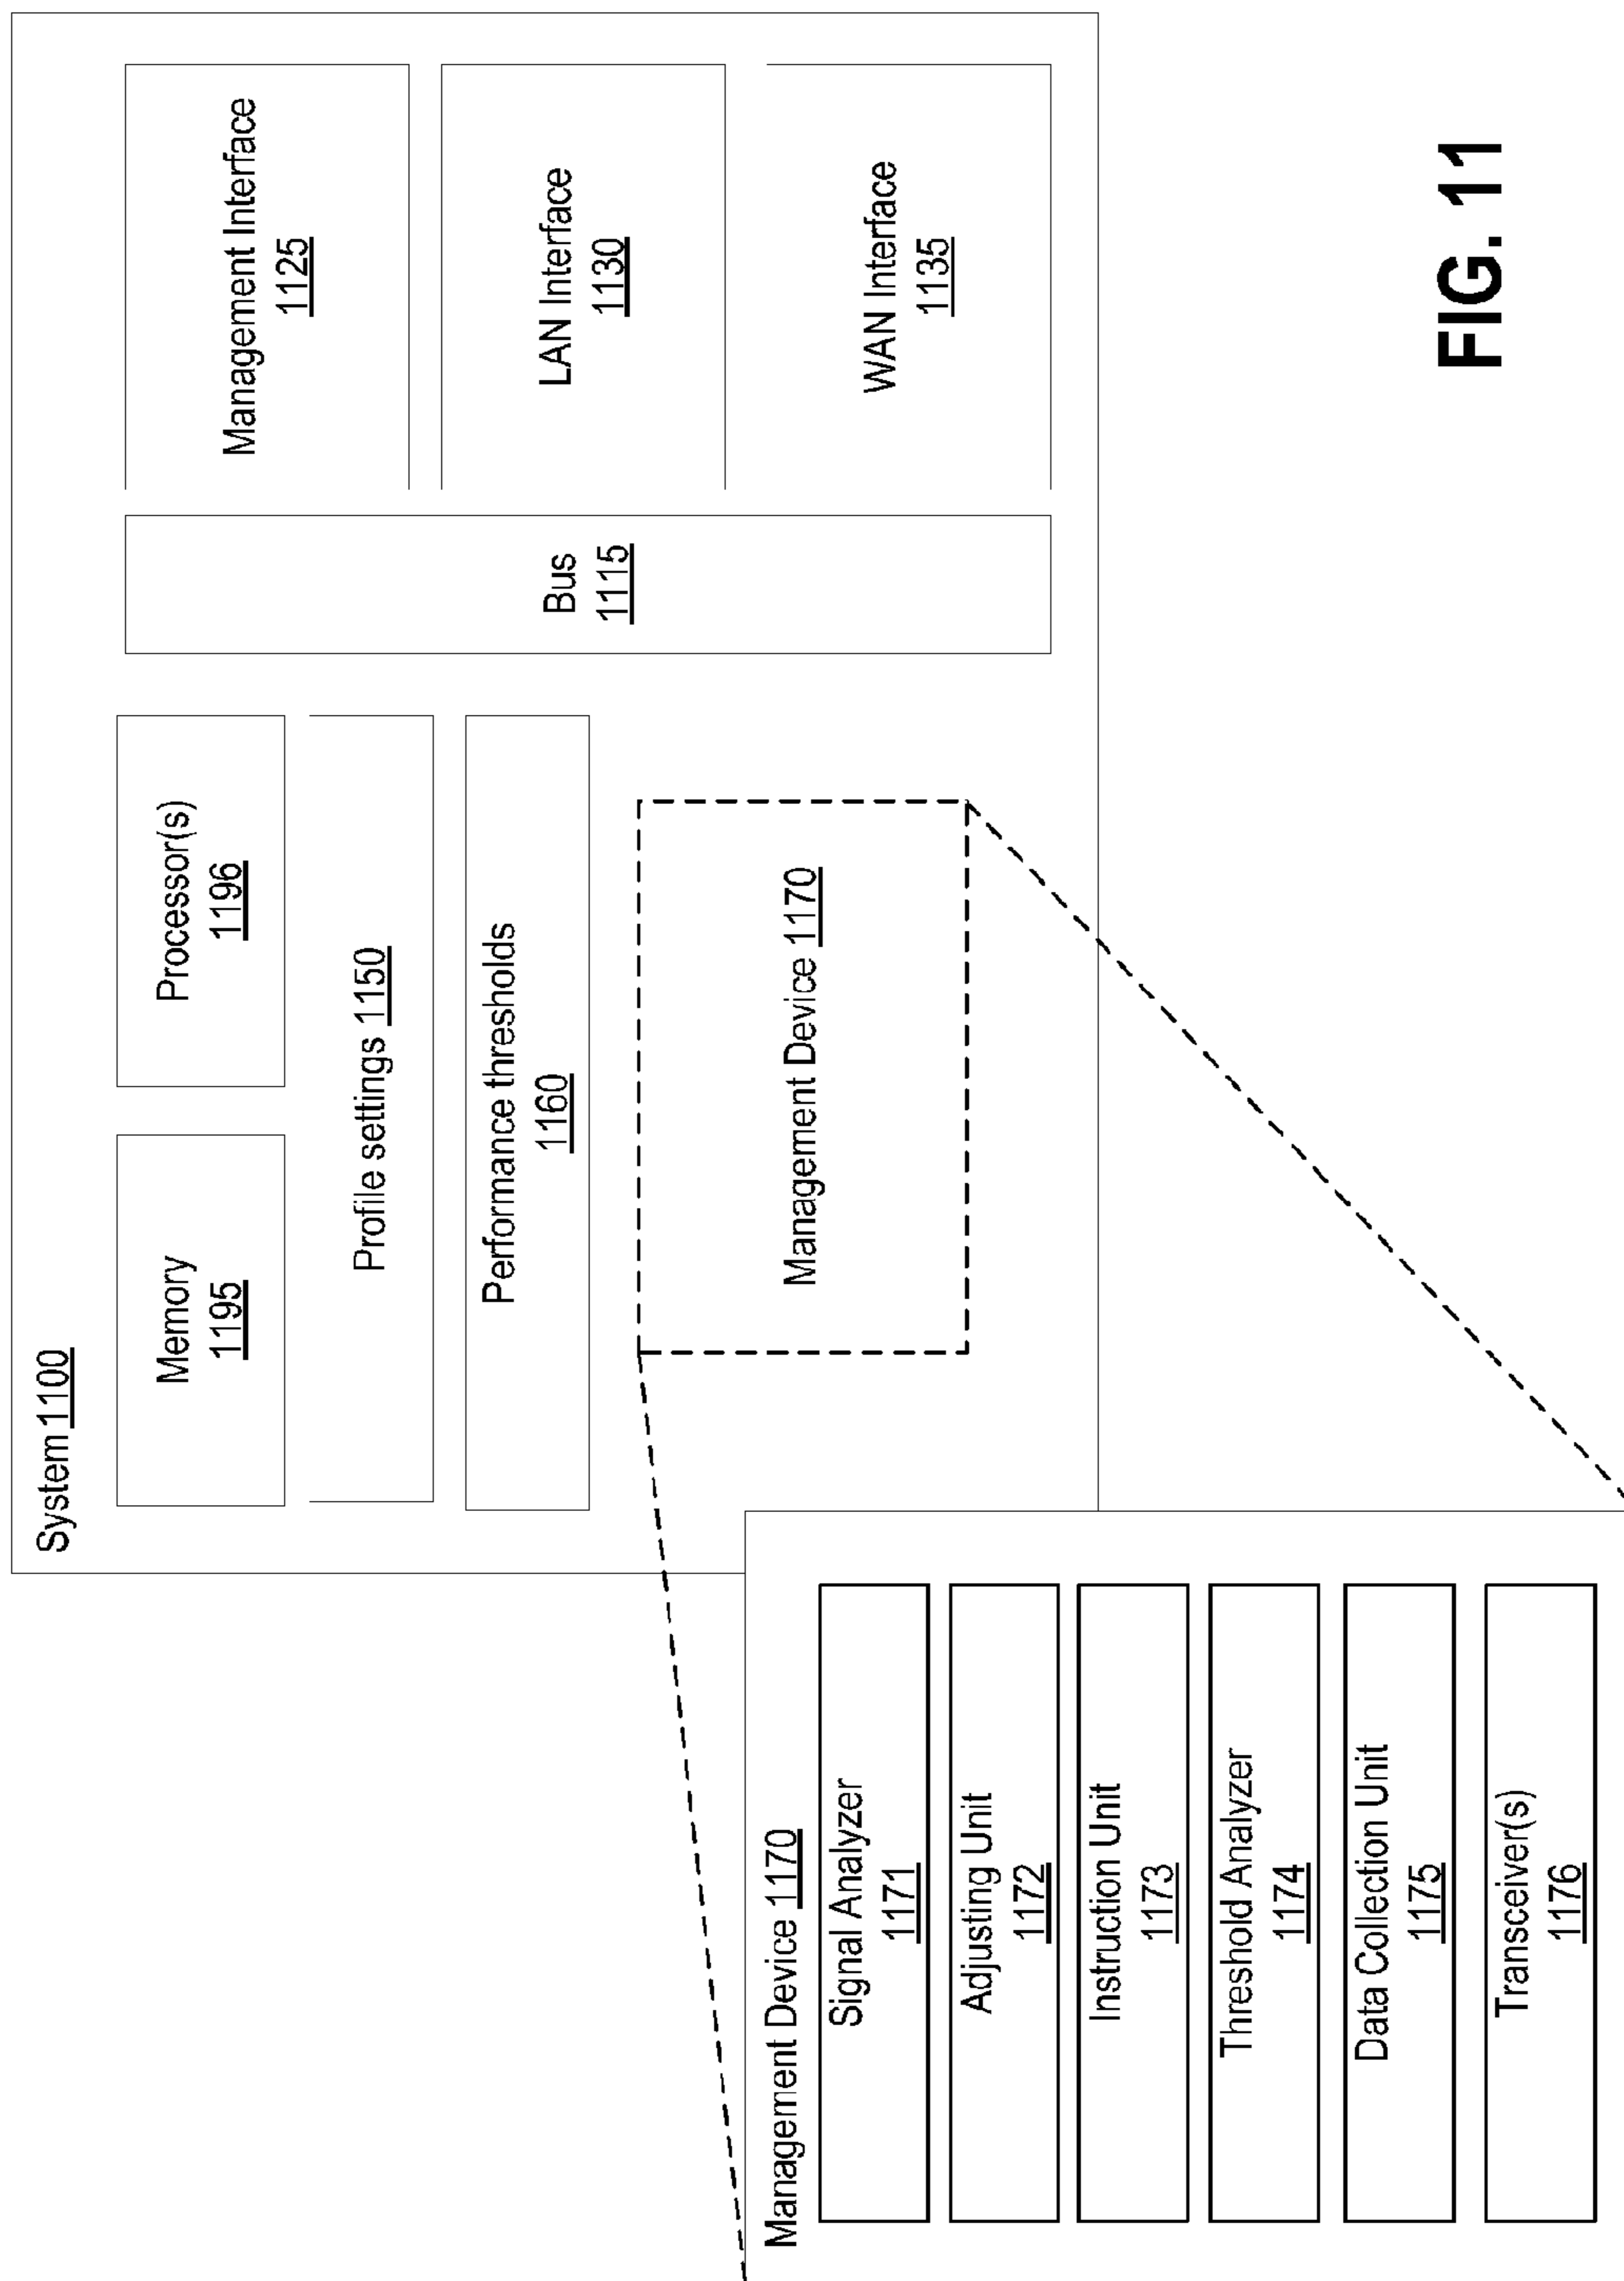 System 1100
Memory
1195
Processor(s)
1196
Profile settings 1150
Performance thresholds
1160
Management Device 1170
Bus
1115
Management Interface
1125
LAN Interface
1130
WAN Interface
1135
Management Device 1170
Signal Analyzer
1171
Adjusting Unit
1172
Instruction Unit
1173
Threshold Analyzer
1174
Data Collection Unit
1175
Transceiver(s)
1176
FIG. 11